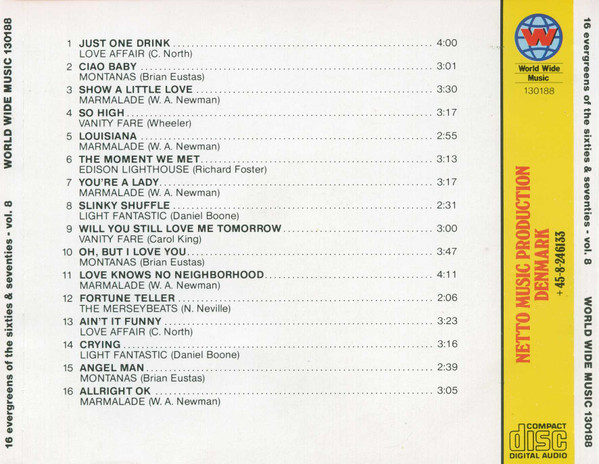 16 evergreens of the sixties & seventies - vol. 8 WORLD WIDE MUSIC 130188
1 JUST ONE DRINK 4:00
LOVE AFFAIR (C. North)
2 CIAO BABY 3:01
MONTANAS (Brian Eustas)
3 SHOW A LITTLE LOVE 3:30
MARMALADE (W. A. Newman)
4 SO HIGH 3:17
VANITY FARE (Wheeler)
5 LOUISIANA 2:55
MARMALADE (W. A. Newman)
6 THE MOMENT WE MET 3:13
EDISON LIGHTHOUSE (Richard Foster)
7 YOU'RE A LADY 3:17
MARMALADE (W. A. Newman)
8 SLINKY SHUFFLE 2:31
LIGHT FANTASTIC (Daniel Boone)
9 WILL YOU STILL LOVE ME TOMORROW 3:00
VANITY FARE (Carol King)
10 OH, BUT I LOVE YOU 3:47
MONTANAS (Brian Eustas)
11 LOVE KNOWS NO NEIGHBORHOOD 4:11
MARMALADE (W. A. Newman)
12 FORTUNE TELLER 2:06
THE MERSEYBEATS (N. Neville)
13 AIN'T IT FUNNY 3:23
LOVE AFFAIR (C. North)
14 CRYING 3:16
LIGHT FANTASTIC (Daniel Boone)
15 ANGEL MAN 2:39
MONTANAS (Brian Eustas)
16 ALLRIGHT OK 3:05
MARMALADE (W. A. Newman)
W
World Wide
Music
130188
NETTO MUSIC PRODUCTION
DENMARK
+45-8-246133
COMPACT
disc
DIGITAL AUDIO
16 evergreens of the sixties & seventies - vol. 8 WORLD WIDE MUSIC 130188